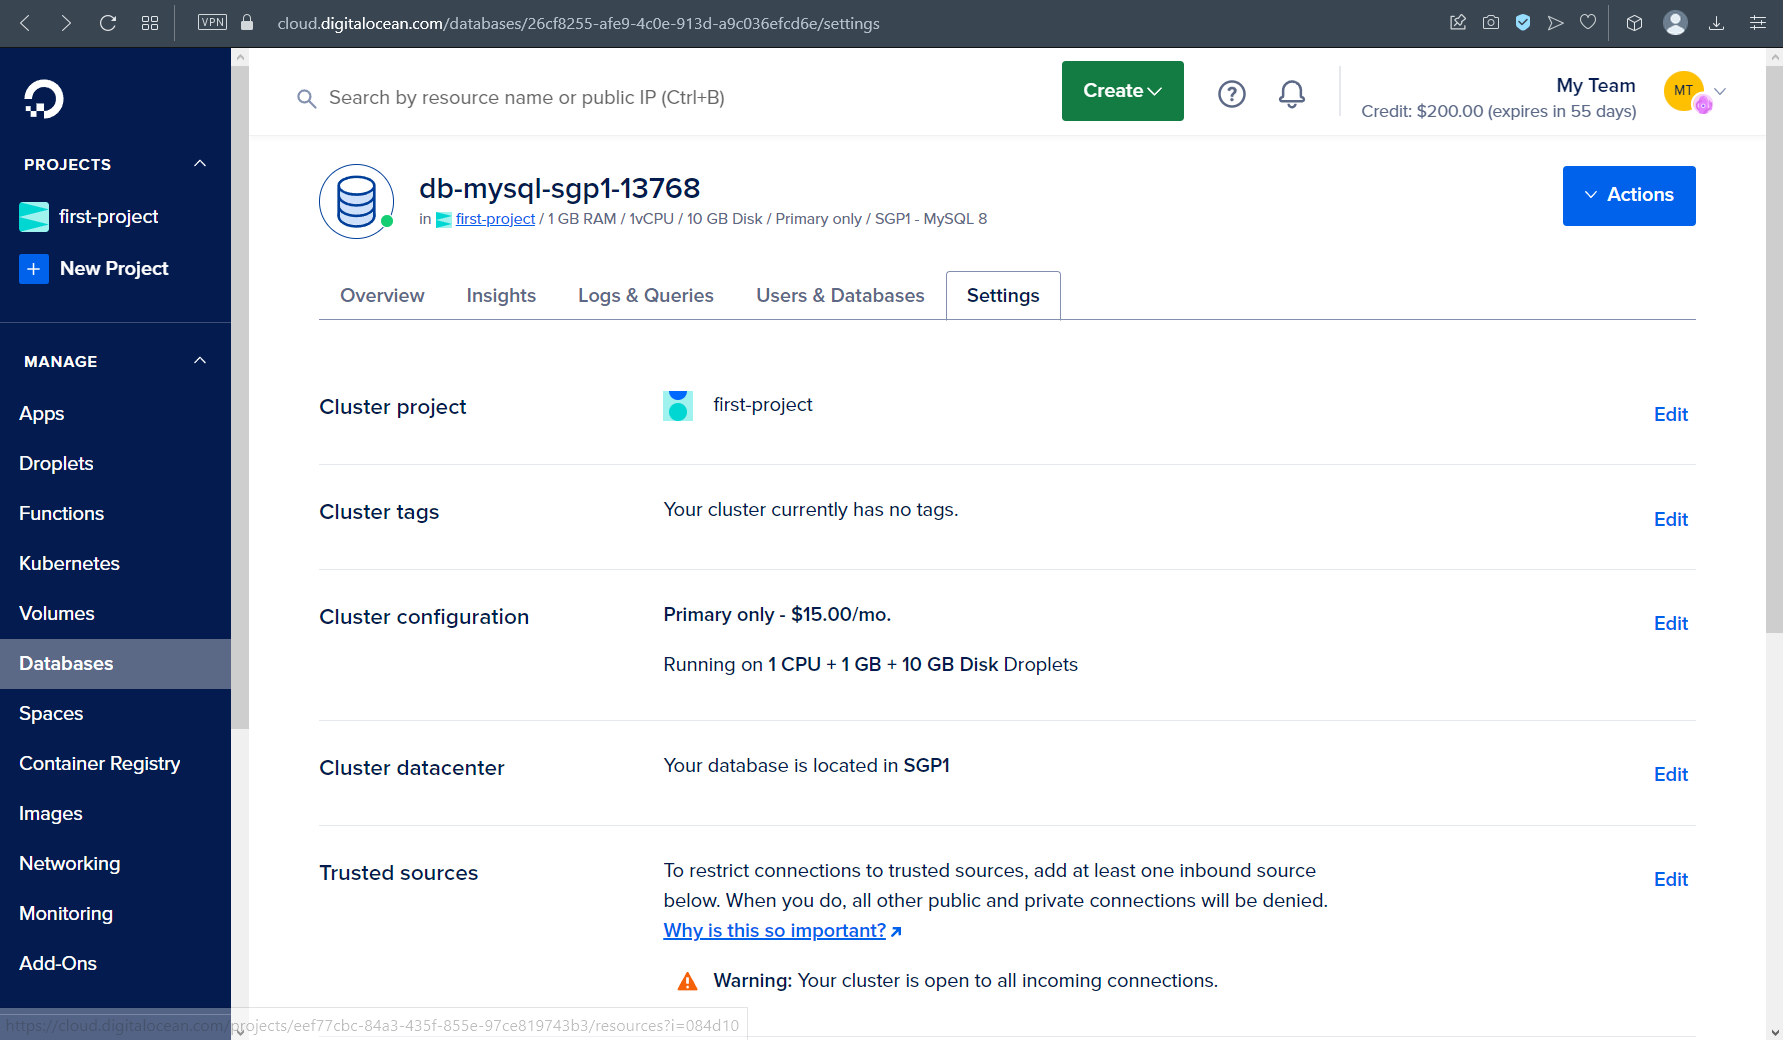 VPN
cloud.digitalocean.com/databases/26cf8255-afe9-4c0e-913d-a9c036efcd6e/settings
Search by resource name or public IP (Ctrl+B)
Create
My Team
Credit: $200.00 (expires in 55 days)
MT
PROJECTS
first-project
New Project
MANAGE
Apps
Droplets
Functions
Kubernetes
Volumes
Databases
Spaces
Container Registry
Images
Networking
Monitoring
Add-Ons
db-mysql-sgp1-13768
in first-project / 1 GB RAM / 1vCPU / 10 GB Disk / Primary only / SGP1 - MySQL 8
Actions
Overview
Insights
Logs & Queries
Users & Databases
Settings
Cluster project
first-project
Edit
Cluster tags
Your cluster currently has no tags.
Edit
Cluster configuration
Primary only - $15.00/mo.
Running on 1 CPU + 1 GB + 10 GB Disk Droplets
Edit
Cluster datacenter
Your database is located in SGP1
Edit
Trusted sources
To restrict connections to trusted sources, add at least one inbound source
below. When you do, all other public and private connections will be denied.
Why is this so important?
Edit
Warning: Your cluster is open to all incoming connections.
https://cloud.digitalocean.com/projects/eef77cbc-84a3-435f-855e-97ce819743b3/resources?i=084d10